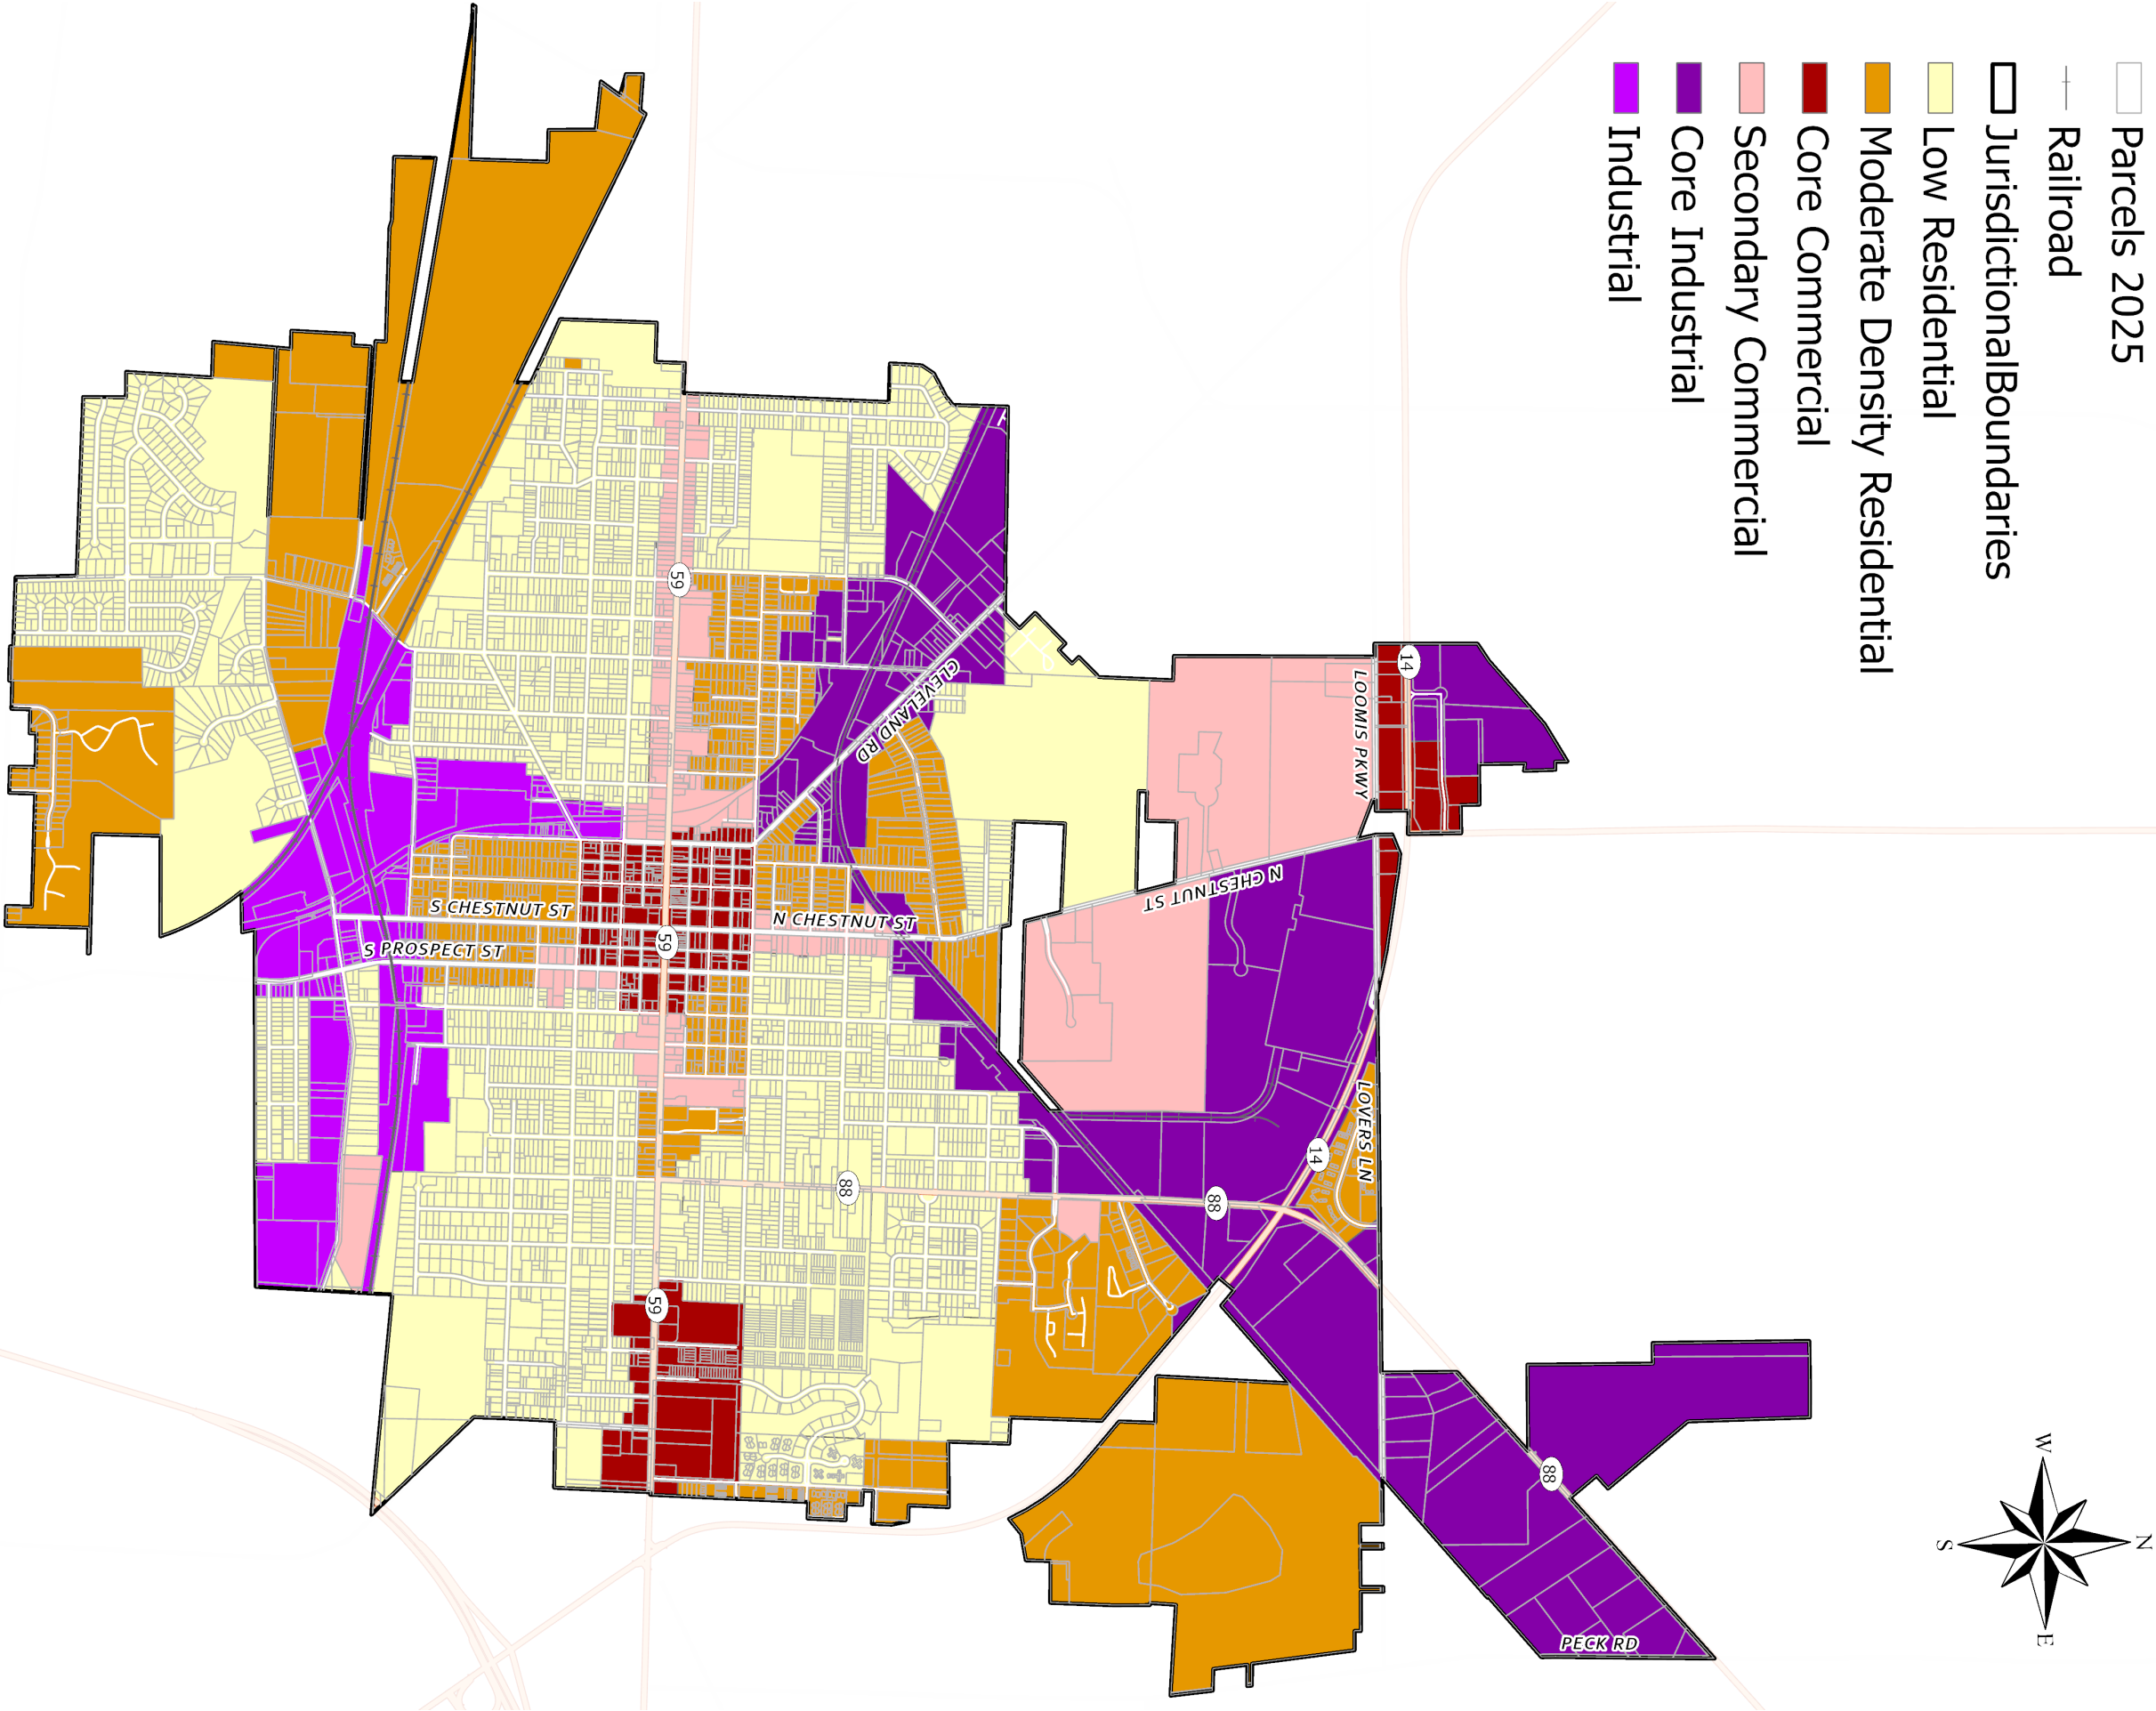 Parcels 2025
Railroad
JurisdictionalBoundaries
Low Residential
Moderate Density Residential
Core Commercial
Secondary Commercial
Core Industrial
Industrial
14
LOOMIS PKWY
59
CLEVELAND RD
N CHESTNUT ST
S CHESTNUT ST
N CHESTNUT ST
59
S PROSPECT ST
LOVERS LN
14
88
88
59
88
PECK RD
N
W
E
S